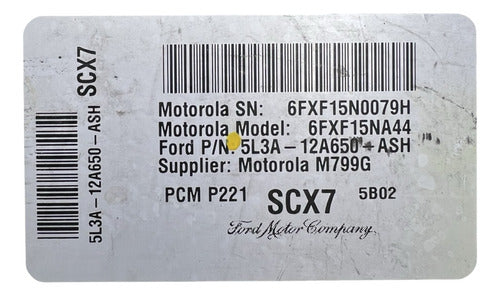 5L3A-12A650-ASH SCX7
Motorola SN: 6FXF15N0079H
Motorola Model: 6FXF15NA44
Ford P/N: 5L3A-12A650-ASH
Supplier: Motorola M799G
PCM P221 SCX7 5B02
Ford Motor Company